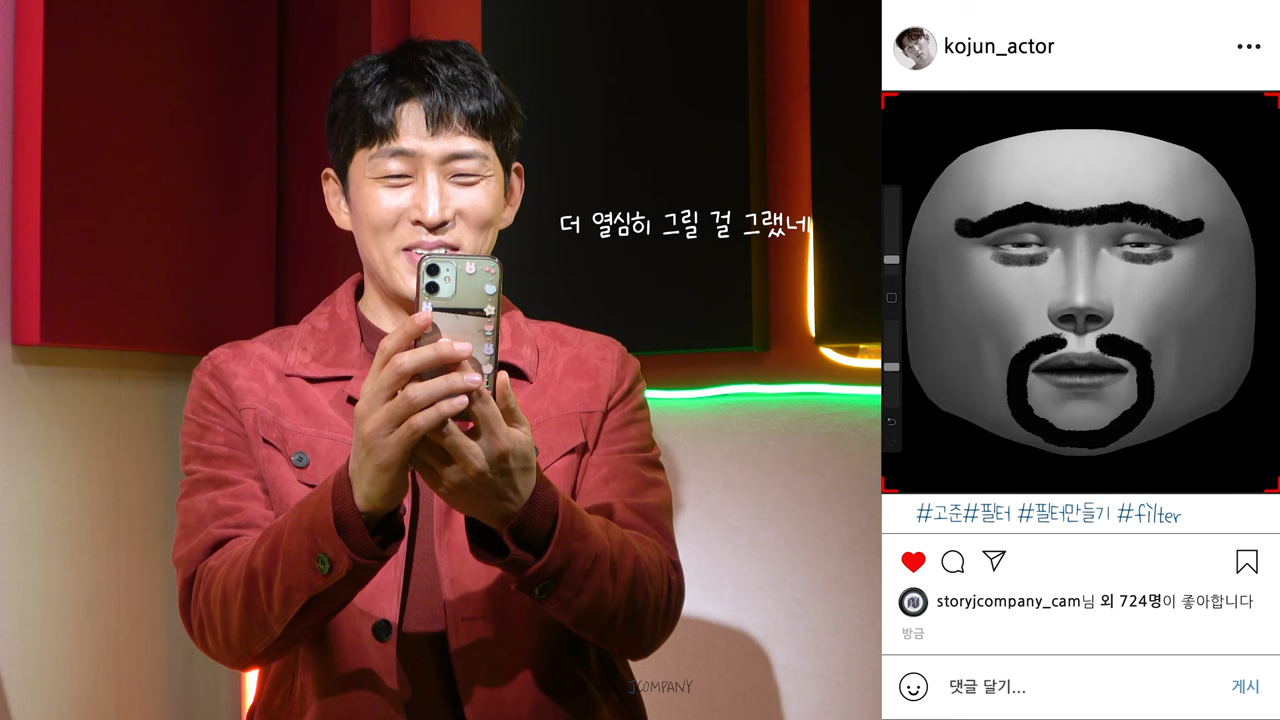 더 열심히 그릴 걸 그랬네
JCOMPANY
kojun_actor
#고준#필터 #필터만들기 #filter
storyjcompany_cam님 외 724명이 좋아합니다
방금
댓글 달기...
게시